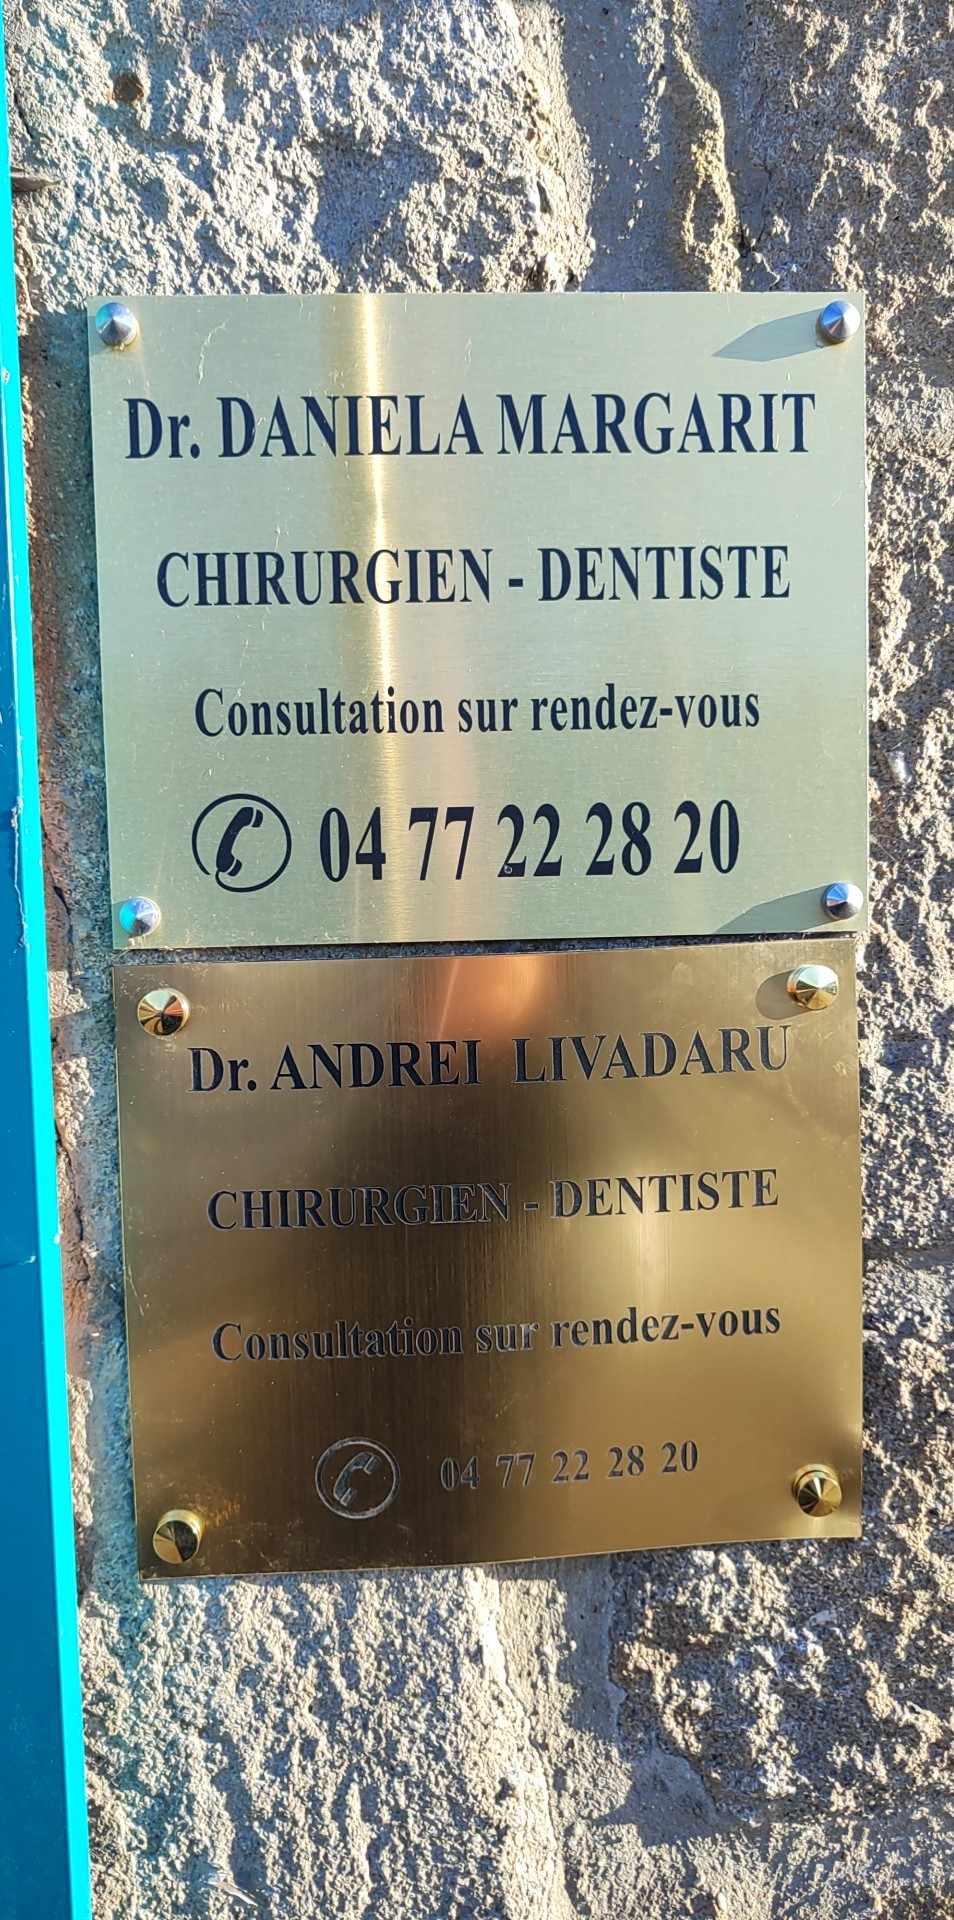 Dr. DANIELA MARGARIT
CHIRURGIEN - DENTISTE
Consultation sur rendez-vous
04 77 22 28 20
Dr. ANDREI LIVADARU
CHIRURGIEN - DENTISTE
Consultation sur rendez-vous
04 77 22 28 20